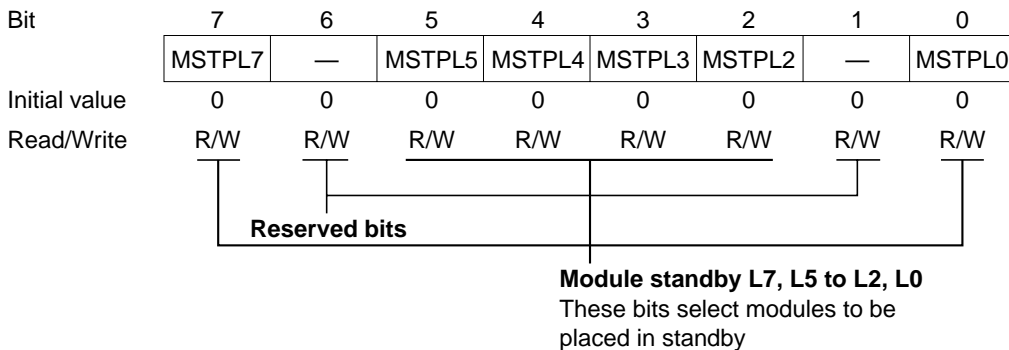 Bit 7 6 5 4 3 2 1 0
MSTPL7 — MSTPL5 MSTPL4 MSTPL3 MSTPL2 — MSTPL0
Initial value 0 0 0 0 0 0 0 0
Read/Write R/W R/W R/W R/W R/W R/W R/W R/W
Reserved bits
Module standby L7, L5 to L2, L0
These bits select modules to be
placed in standby